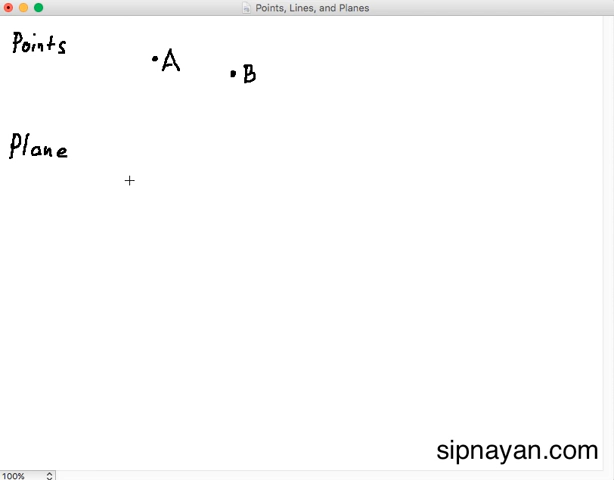 Points, Lines, and Planes
Points
A
B
Plane
sipnayan.com
100%